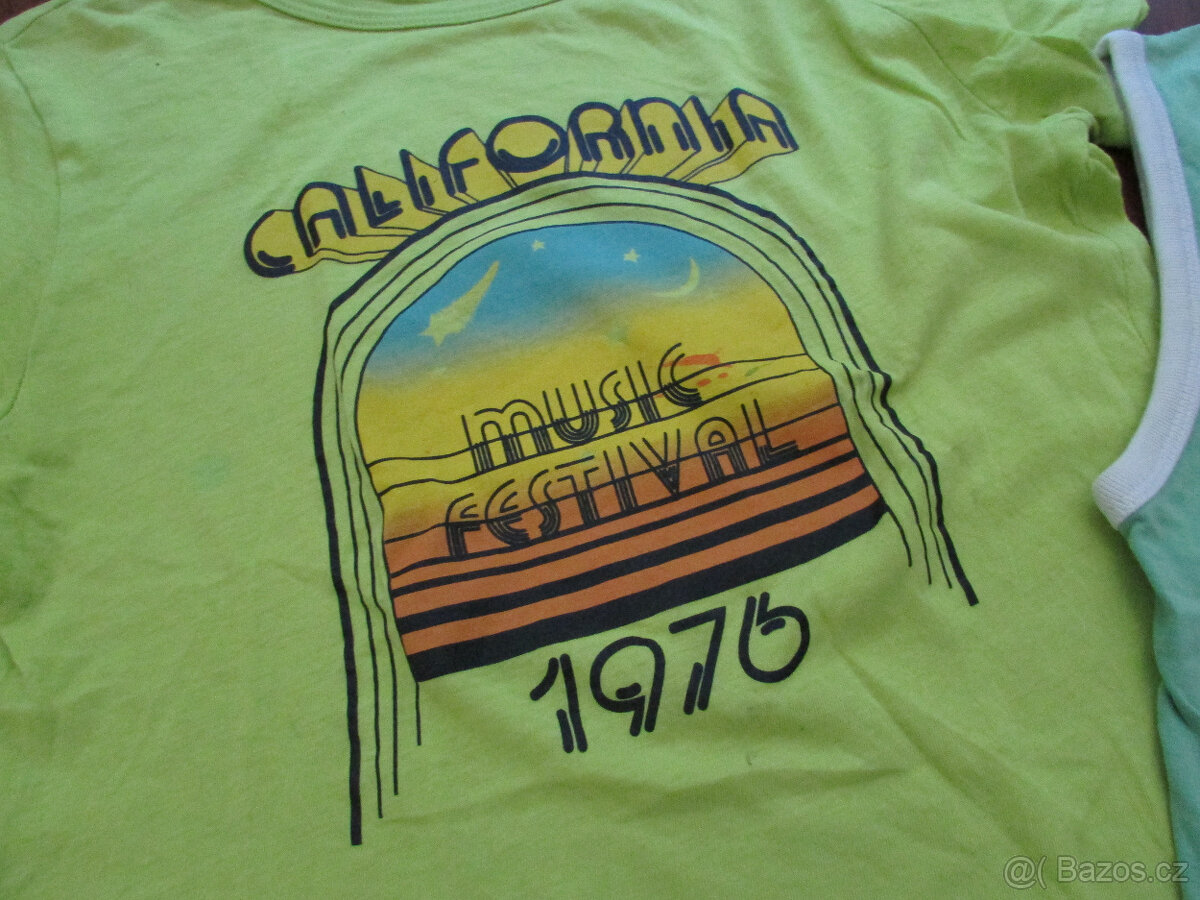 CALIFORNIA
MUSIC
FESTIVAL
1976
@( Bazos.cz